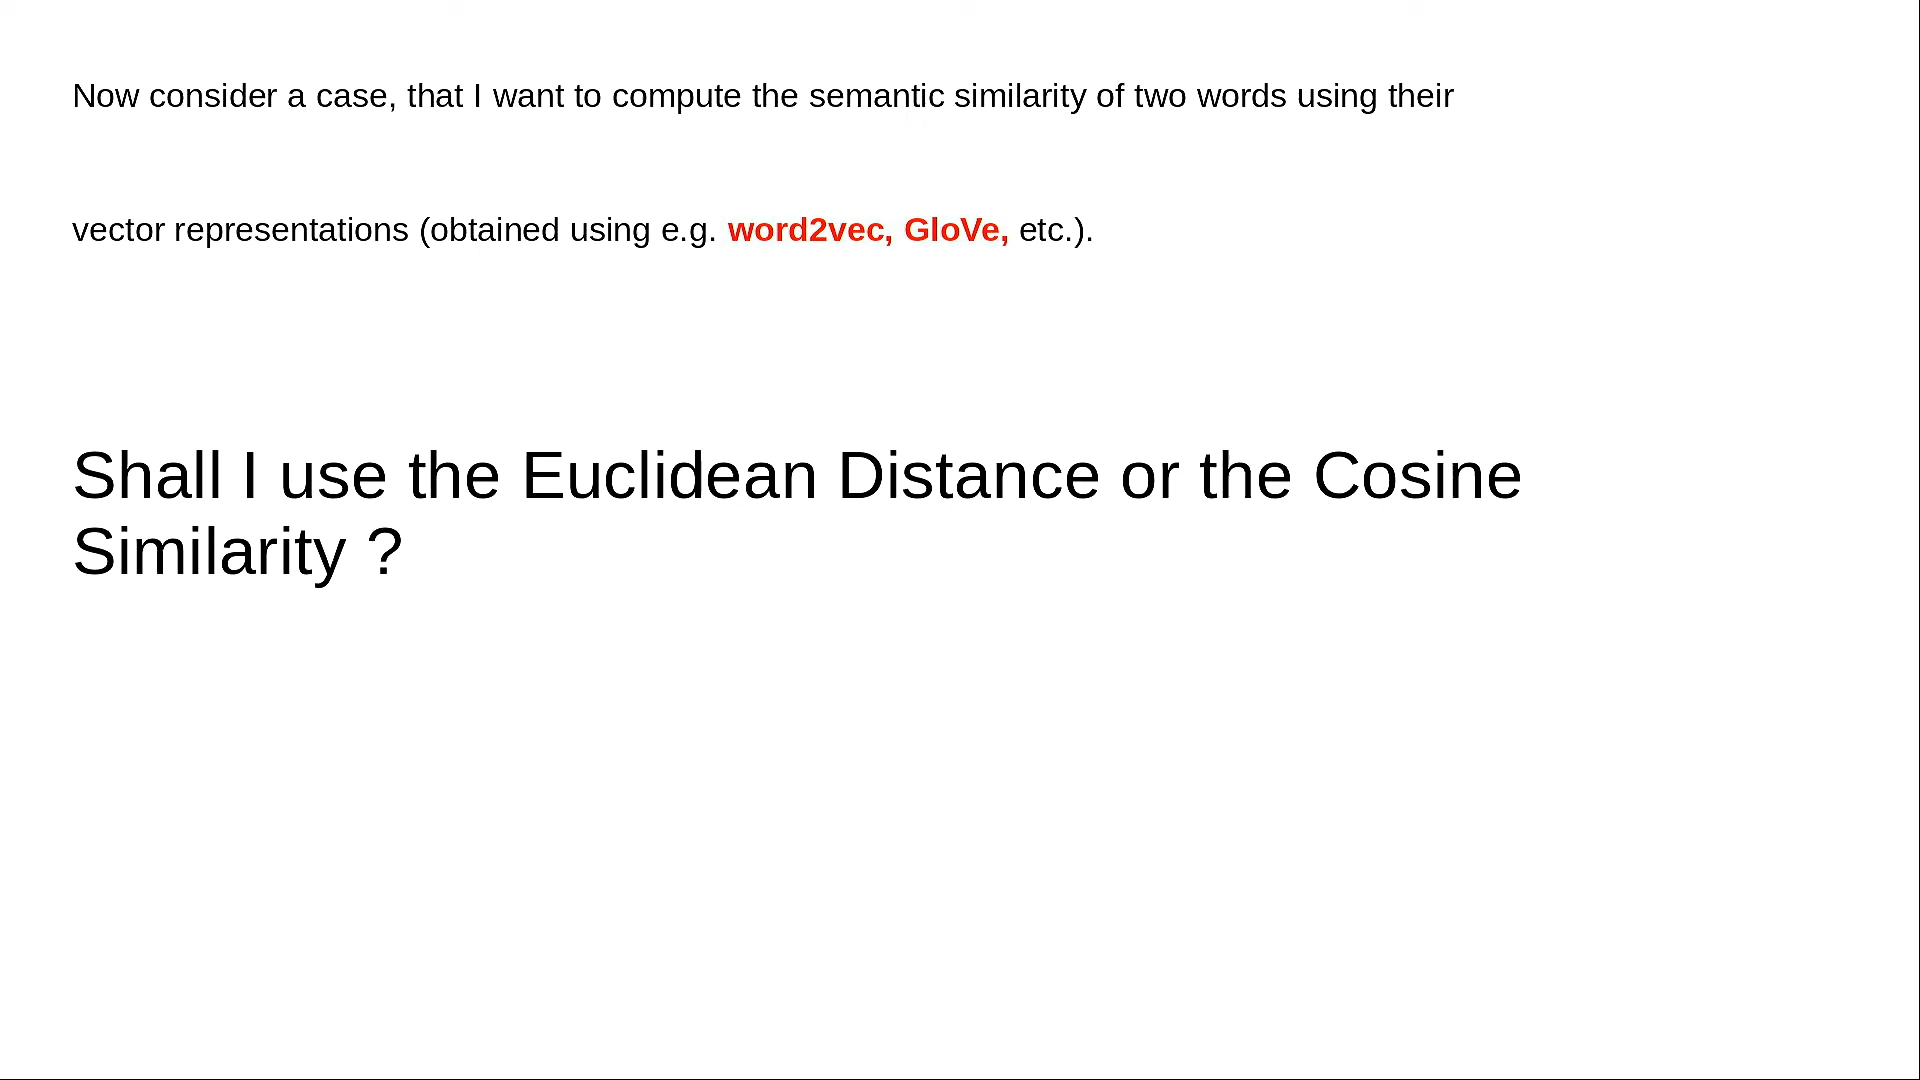 Now consider a case, that I want to compute the semantic similarity of two words using their
vector representations (obtained using e.g. word2vec, GloVe, etc.).
Shall I use the Euclidean Distance or the Cosine
Similarity ?